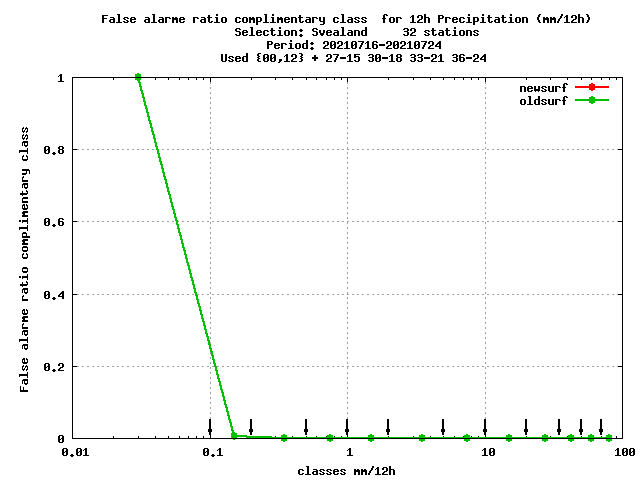 False alarme ratio complimentary class  for 12h Precipitation (mm/12h)
Selection: Svealand     32 stations
Period: 20210716-20210724
Used {00,12} + 27-15 30-18 33-21 36-24
newsurf
oldsurf
1
0.8
0.6
0.4
0.2
0
False alarme ratio complimentary class
0.01
0.1
1
10
100
classes mm/12h